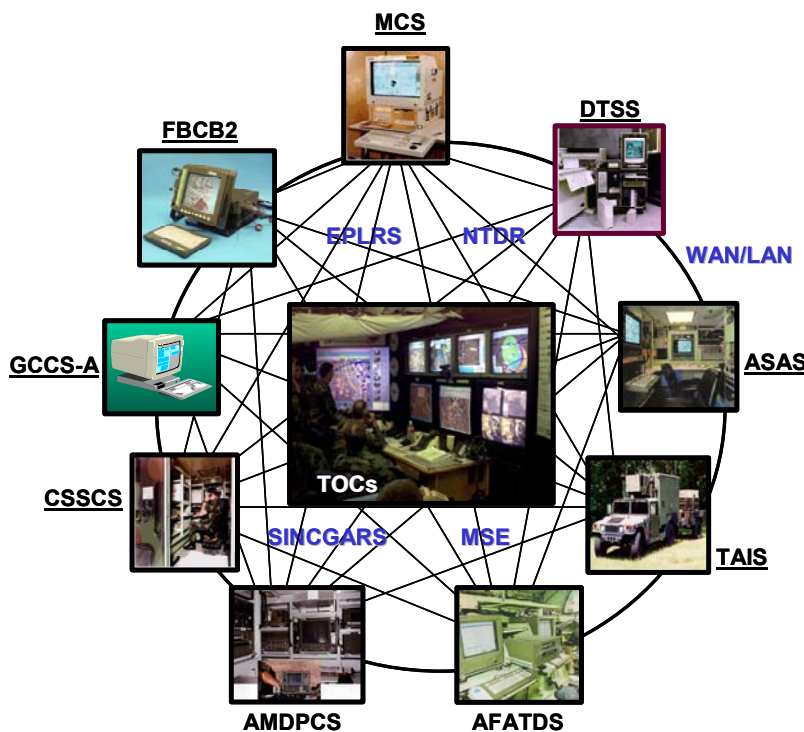 MCS
DTSS
FBCB2
EPLRS
NTDR
WAN/LAN
GCCS-A
ASAS
TOCs
CSSCS
SINCGARS
MSE
TAIS
AMDPCS
AFATDS